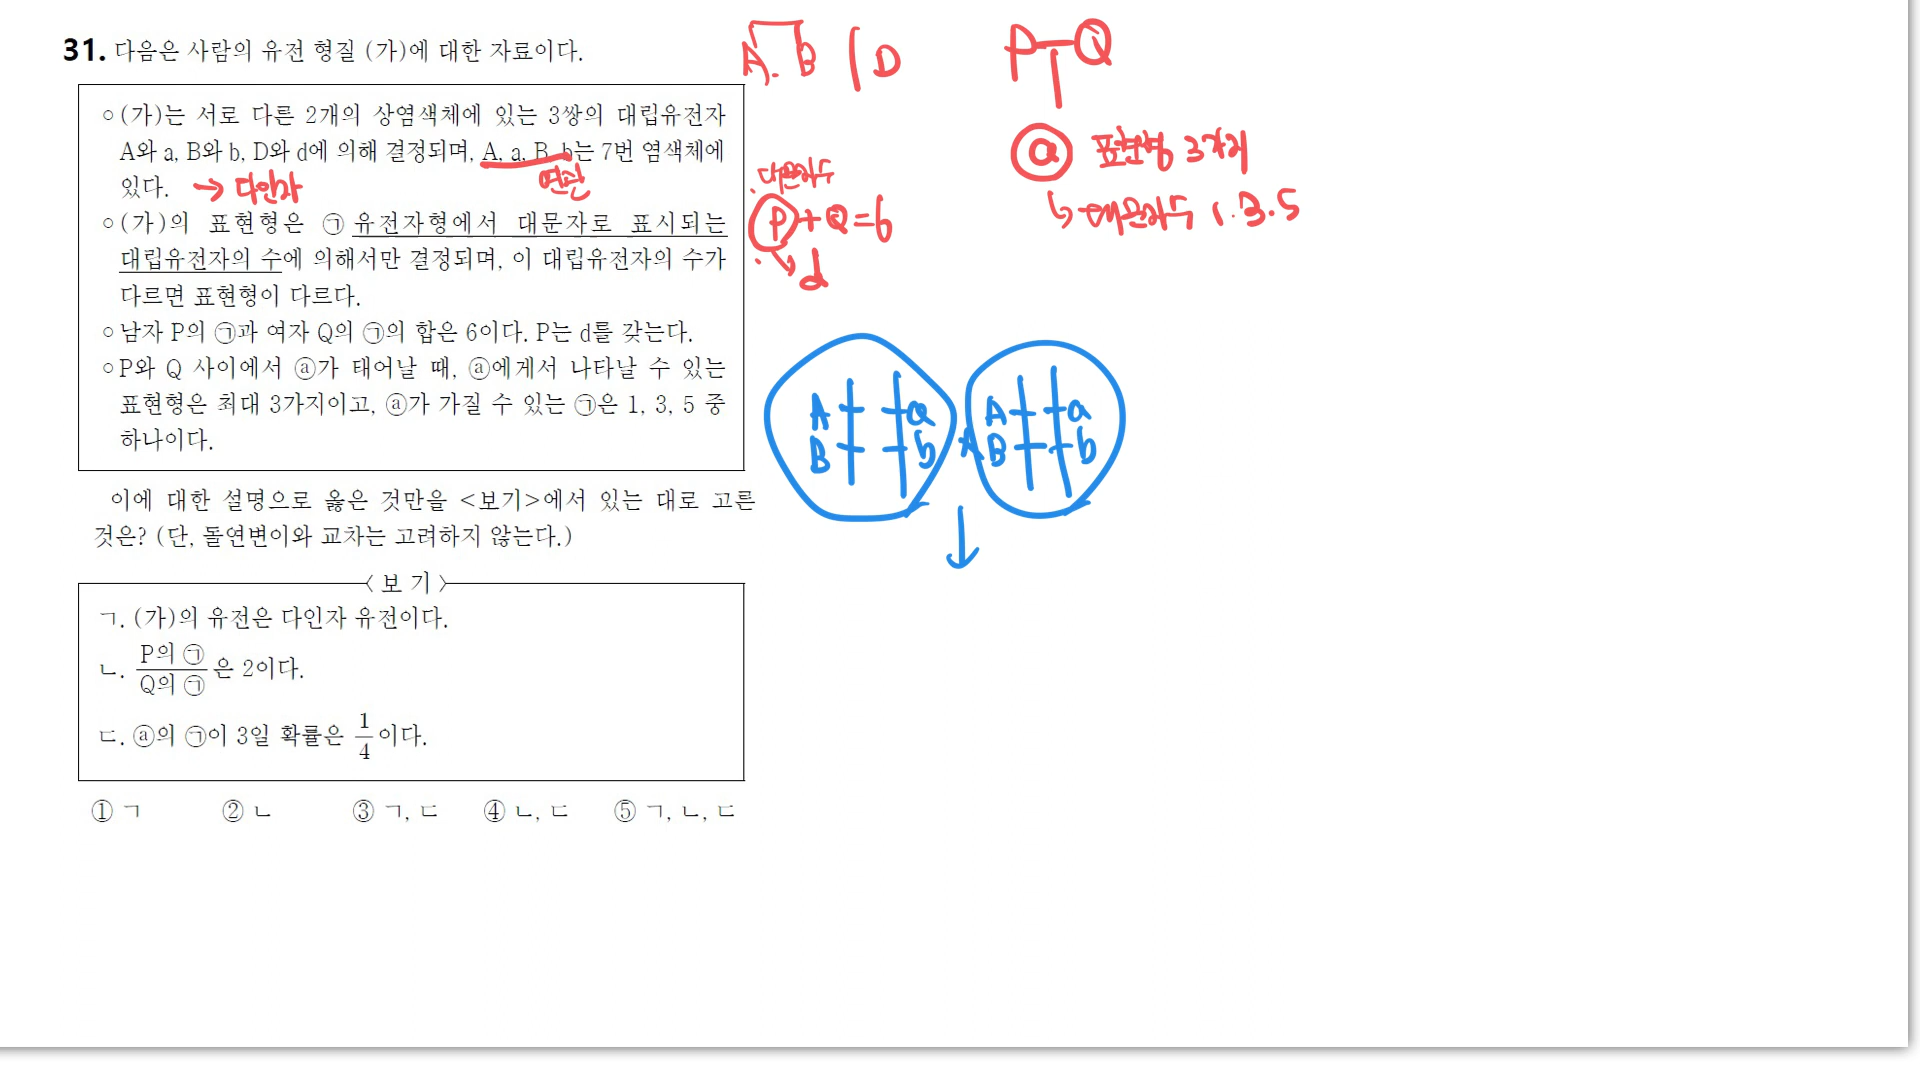 31. 다음은 사람의 유전 형질 (가)에 대한 자료이다.
○(가)는 서로 다른 2개의 상염색체에 있는 3쌍의 대립유전자
A와 a, B와 b, D와 d에 의해 결정되며, A, a, B, b는 7번 염색체에
있다.
→ 다인자
연관
○(가)의 표현형은 ㉠ 유전자형에서 대문자로 표시되는
대립유전자의 수에 의해서만 결정되며, 이 대립유전자의 수가
다르면 표현형이 다르다.
○남자 P의 ㉠과 여자 Q의 ㉠의 합은 6이다. P는 d를 갖는다.
○P와 Q 사이에서 ⓐ가 태어날 때, ⓐ에게서 나타날 수 있는
표현형은 최대 3가지이고, ⓐ가 가질 수 있는 ㉠은 1, 3, 5 중
하나이다.
이에 대한 설명으로 옳은 것만을 <보기>에서 있는 대로 고른
것은? (단, 돌연변이와 교차는 고려하지 않는다.)
<보 기>
ㄱ. (가)의 유전은 다인자 유전이다.
ㄴ. P의 ㉠ / Q의 ㉠ 은 2이다.
ㄷ. ⓐ의 ㉠이 3일 확률은 1/4이다.
① ㄱ ② ㄴ ③ ㄱ, ㄷ ④ ㄴ, ㄷ ⑤ ㄱ, ㄴ, ㄷ
A. B | D
P Q
ⓐ 표현형 3가지
↳ 대문자수 1.3.5
대문자수
P+Q=6
d
A a A a
B b B b